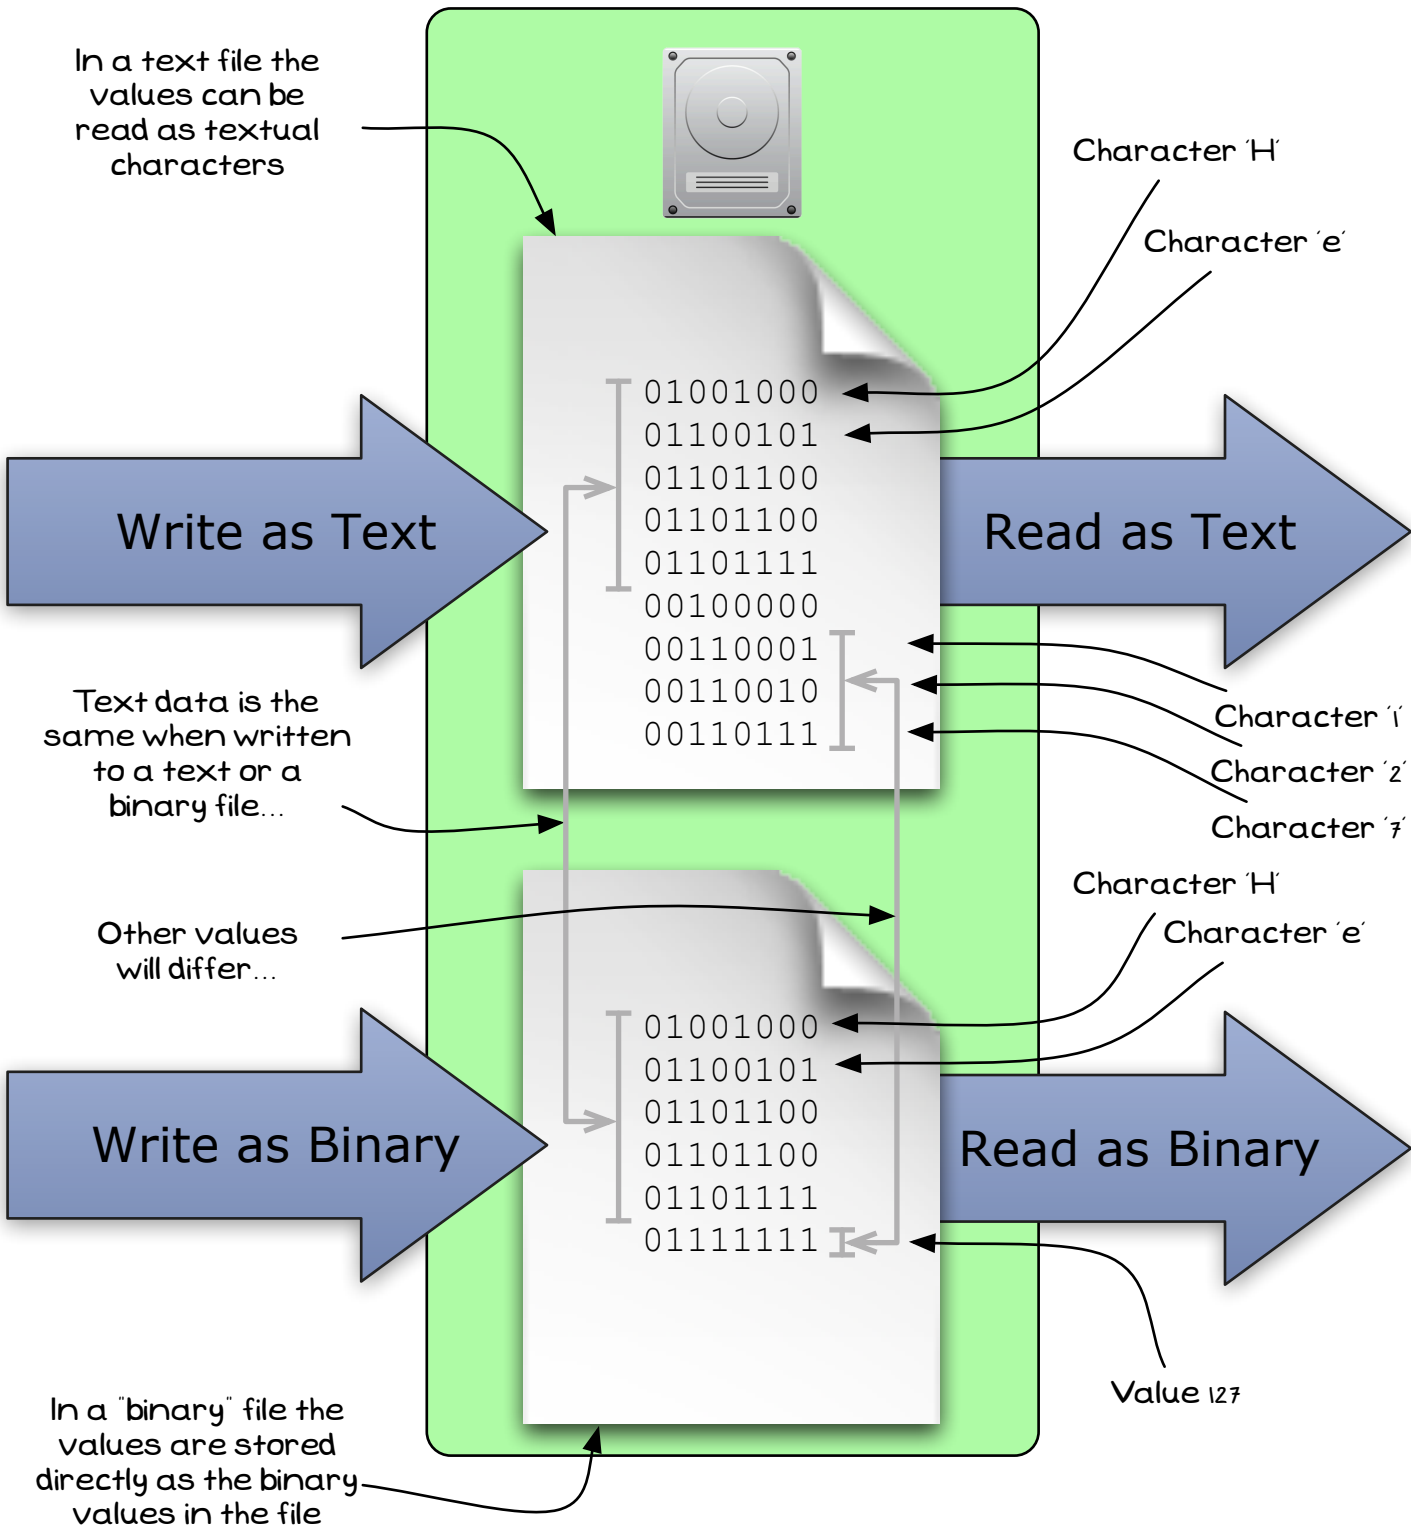 In a text file the
values can be
read as textual
characters
Character 'H'
Character 'e'
01001000
01100101
01101100
01101100
01101111
00100000
00110001
00110010
00110111
Write as Text
Read as Text
Character '1'
Character '2'
Character '7'
Text data is the
same when written
to a text or a
binary file...
Other values
will differ...
Character 'H'
Character 'e'
01001000
01100101
01101100
01101100
01101111
01111111
Write as Binary
Read as Binary
Value 127
In a "binary" file the
values are stored
directly as the binary
values in the file